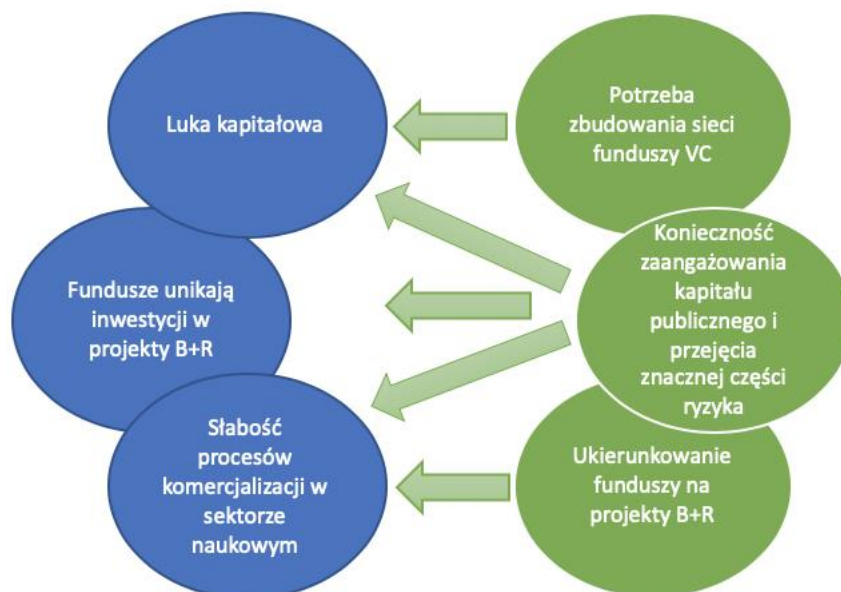 Luka kapitałowa
Potrzeba
zbudowania sieci
funduszy VC
Fundusze unikają
inwestycji w
projekty B+R
Konieczność
zaangażowania
kapitału
publicznego i
przejęcia
znacznej części
ryzyka
Słabość
procesów
komercjalizacji w
sektorze
naukowym
Ukierunkowanie
funduszy na
projekty B+R